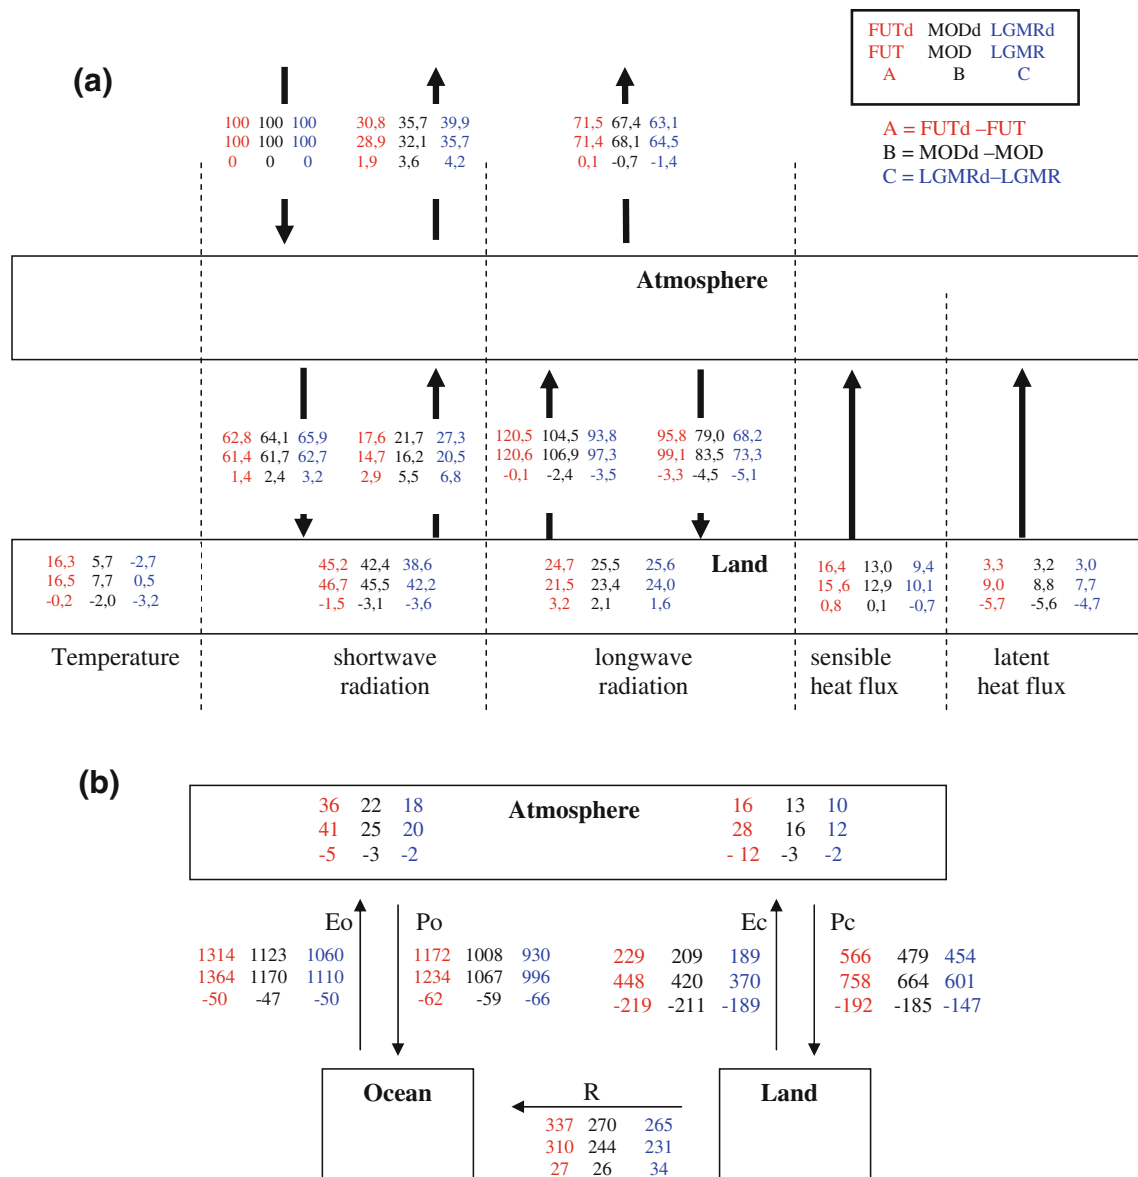 FUTd MODd LGMRd
FUT MOD LGMR
A B C
A = FUTd –FUT
B = MODd –MOD
C = LGMRd–LGMR
(a)
100 100 100 30,8 35,7 39,9 71,5 67,4 63,1
100 100 100 28,9 32,1 35,7 71,4 68,1 64,5
0 0 0 1,9 3,6 4,2 0,1 -0,7 -1,4
Atmosphere
62,8 64,1 65,9 17,6 21,7 27,3 120,5 104,5 93,8 95,8 79,0 68,2
61,4 61,7 62,7 14,7 16,2 20,5 120,6 106,9 97,3 99,1 83,5 73,3
1,4 2,4 3,2 2,9 5,5 6,8 -0,1 -2,4 -3,5 -3,3 -4,5 -5,1
Land
16,3 5,7 -2,7 45,2 42,4 38,6 24,7 25,5 25,6 16,4 13,0 9,4 3,3 3,2 3,0
16,5 7,7 0,5 46,7 45,5 42,2 21,5 23,4 24,0 15 ,6 12,9 10,1 9,0 8,8 7,7
-0,2 -2,0 -3,2 -1,5 -3,1 -3,6 3,2 2,1 1,6 0,8 0,1 -0,7 -5,7 -5,6 -4,7
Temperature shortwave longwave sensible latent
radiation radiation heat flux heat flux
(b)
Atmosphere
36 22 18 16 13 10
41 25 20 28 16 12
-5 -3 -2 - 12 -3 -2
Eo Po Ec Pc
1314 1123 1060 1172 1008 930 229 209 189 566 479 454
1364 1170 1110 1234 1067 996 448 420 370 758 664 601
-50 -47 -50 -62 -59 -66 -219 -211 -189 -192 -185 -147
Ocean R Land
337 270 265
310 244 231
27 26 34